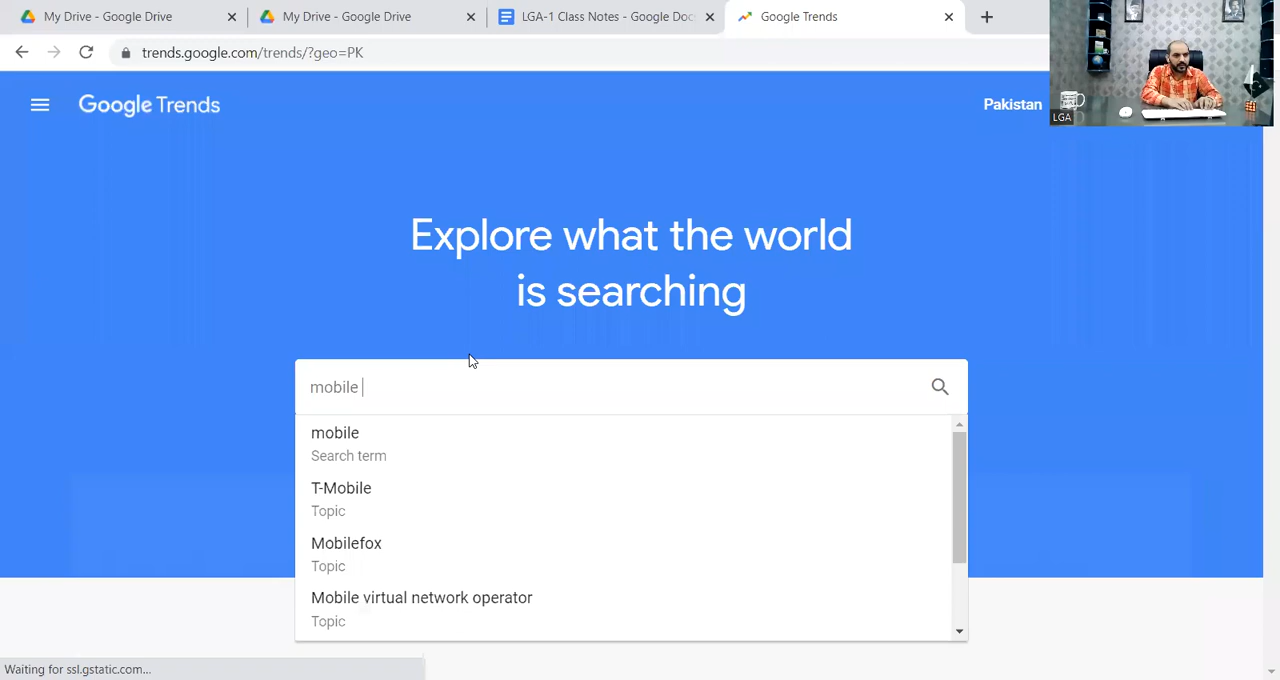 My Drive - Google Drive
My Drive - Google Drive
LGA-1 Class Notes - Google Doc
Google Trends
trends.google.com/trends/?geo=PK
Google Trends
Pakistan
LGA
Explore what the world
is searching
mobile
mobile
Search term
T-Mobile
Topic
Mobilefox
Topic
Mobile virtual network operator
Topic
Waiting for ssl.gstatic.com...